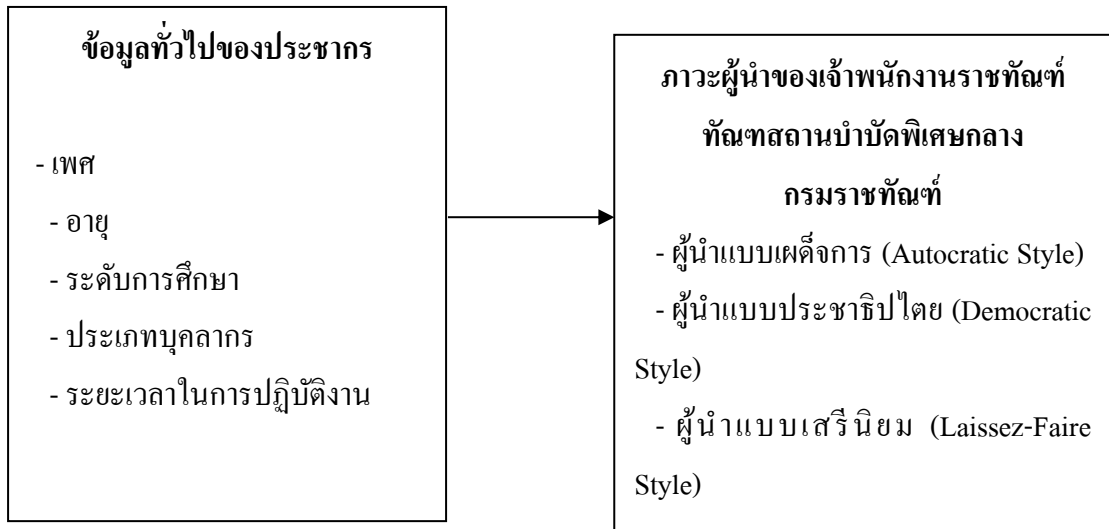 ข้อมูลทั่วไปของประชากร
- เพศ
- อายุ
- ระดับการศึกษา
- ประเภทบุคลากร
- ระยะเวลาในการปฏิบัติงาน
ภาวะผู้นำของเจ้าพนักงานราชทัณฑ์
ทัณฑสถานบำบัดพิเศษกลาง
กรมราชทัณฑ์
- ผู้นำแบบเผด็จการ (Autocratic Style)
- ผู้นำแบบประชาธิปไตย (Democratic
Style)
- ผู้นำแบบเสรีนิยม (Laissez-Faire
Style)